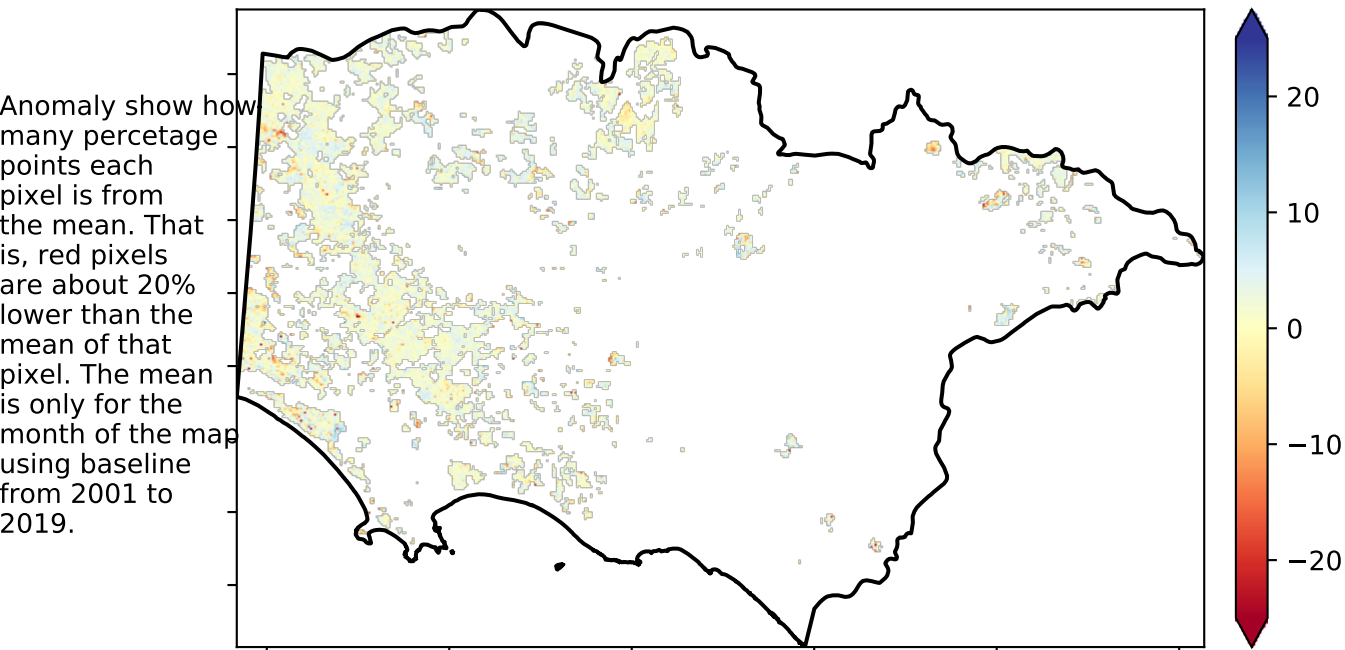 Anomaly show how
many percetage
points each
pixel is from
the mean. That
is, red pixels
are about 20%
lower than the
mean of that
pixel. The mean
is only for the
month of the map
using baseline
from 2001 to
2019.
20
10
0
−10
−20